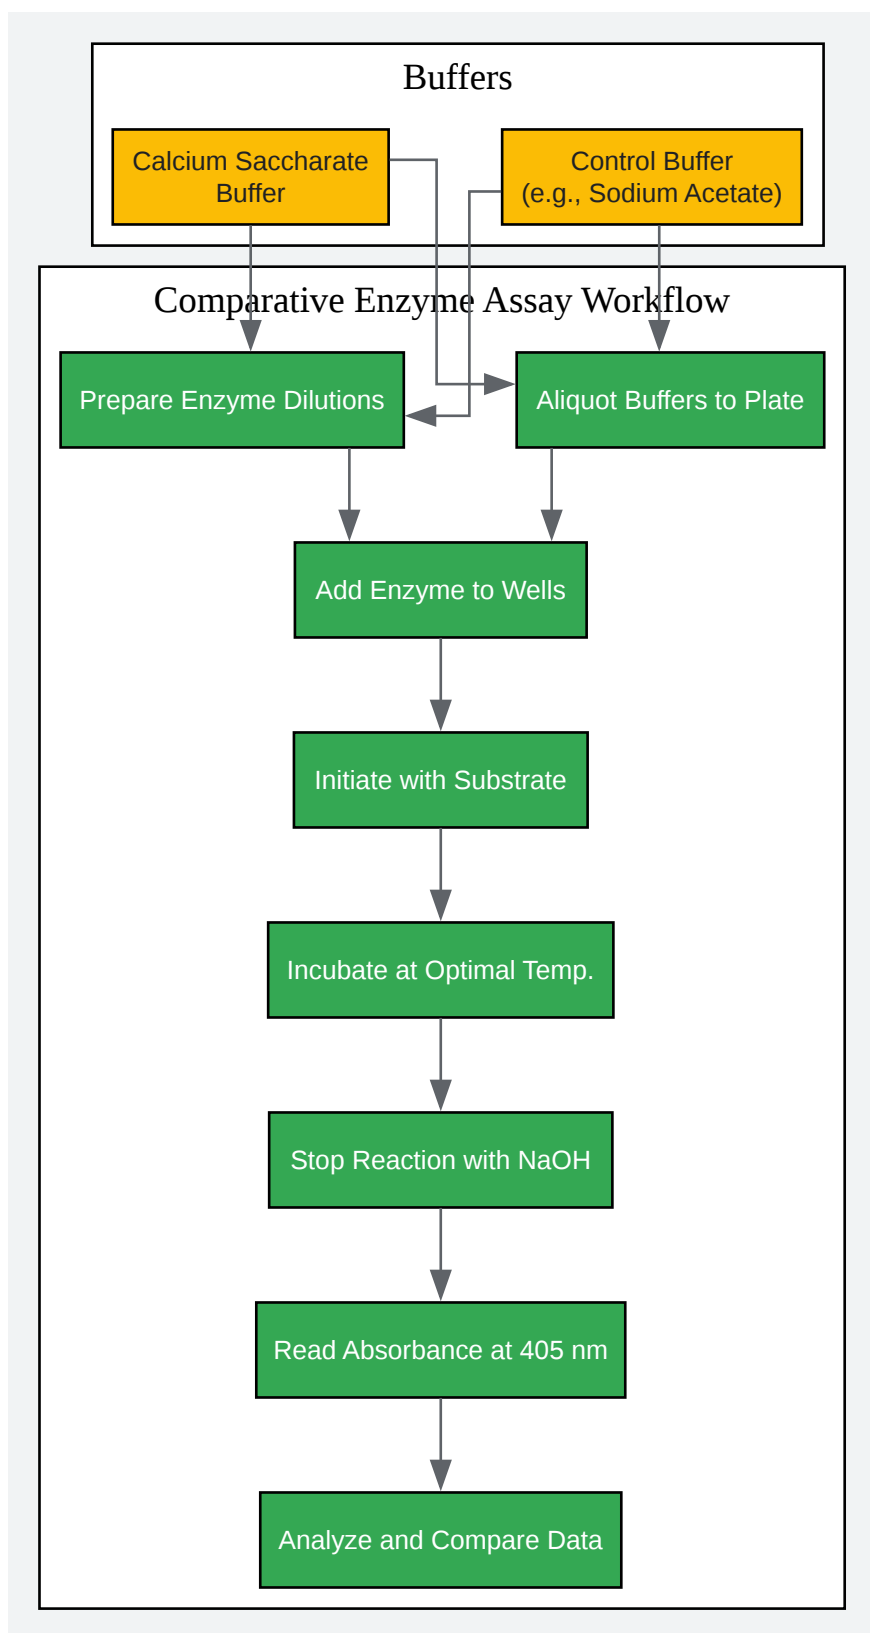 Buffers
Calcium Saccharate
Buffer
Control Buffer
(e.g., Sodium Acetate)
Comparative Enzyme Assay Workflow
Prepare Enzyme Dilutions
Aliquot Buffers to Plate
Add Enzyme to Wells
Initiate with Substrate
Incubate at Optimal Temp.
Stop Reaction with NaOH
Read Absorbance at 405 nm
Analyze and Compare Data